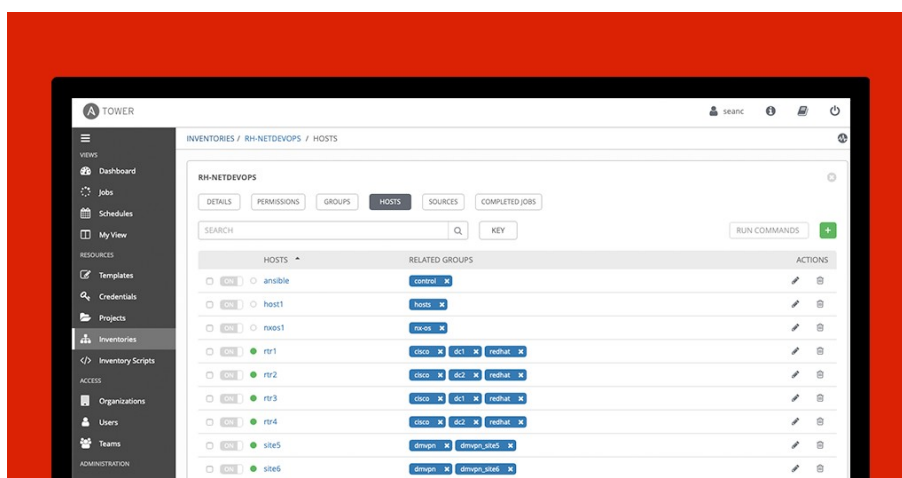 A TOWER
seanc
VIEWS
Dashboard
Jobs
Schedules
My View
RESOURCES
Templates
Credentials
Projects
Inventories
Inventory Scripts
ACCESS
Organizations
Users
Teams
ADMINISTRATION
INVENTORIES / RH-NETDEVOPS / HOSTS
RH-NETDEVOPS
DETAILS PERMISSIONS GROUPS HOSTS SOURCES COMPLETED JOBS
SEARCH KEY RUN COMMANDS +
HOSTS RELATED GROUPS ACTIONS
ON ansible control x
ON host1 hosts x
ON nxos1 nx-os x
ON rtr1 cisco x dc1 x redhat x
ON rtr2 cisco x dc2 x redhat x
ON rtr3 cisco x dc1 x redhat x
ON rtr4 cisco x dc2 x redhat x
ON site5 dmvpn x dmvpn_site5 x
ON site6 dmvpn x dmvpn_site6 x